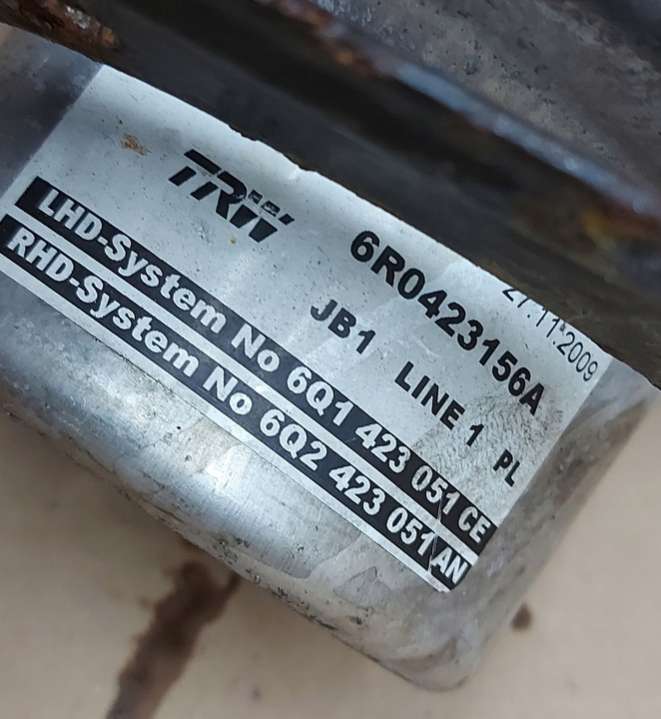 TRW
6R0423156A
27.11.2009
JB1 LINE 1 PL
LHD-System No 6Q1 423 051 CE
RHD-System No 6Q2 423 051 AN